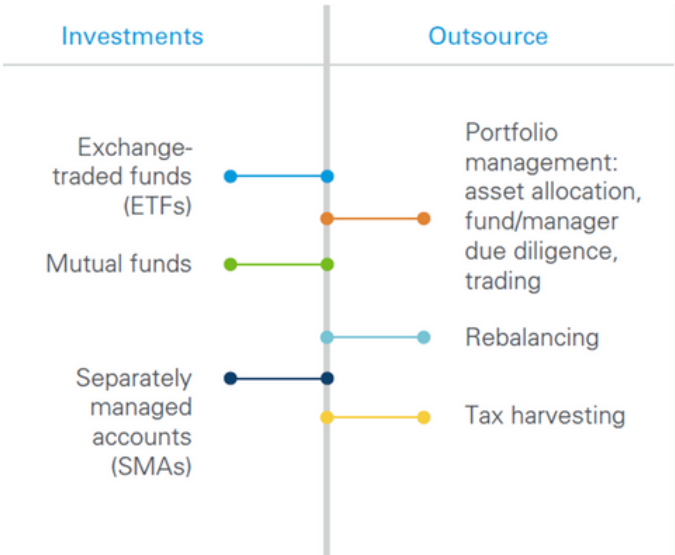 Investments
Outsource
Exchange-
traded funds
(ETFs)
Mutual funds
Separately
managed
accounts
(SMAs)
Portfolio
management:
asset allocation,
fund/manager
due diligence,
trading
Rebalancing
Tax harvesting